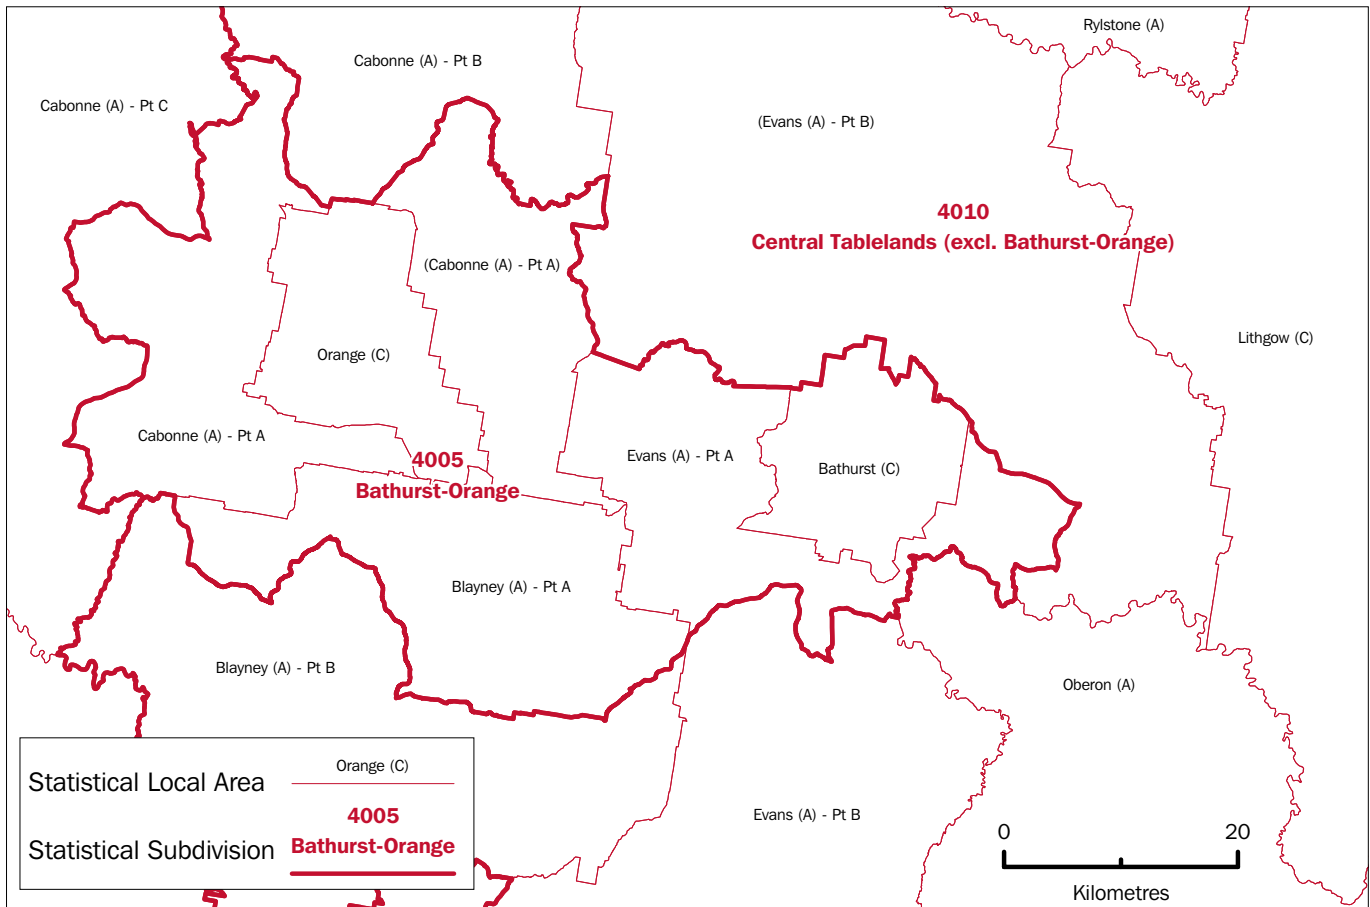 Rylstone (A)
Cabonne (A) - Pt B
Cabonne (A) - Pt C
(Evans (A) - Pt B)
4010
Central Tablelands (excl. Bathurst-Orange)
(Cabonne (A) - Pt A)
Lithgow (C)
Orange (C)
Cabonne (A) - Pt A
Evans (A) - Pt A
4005
Bathurst-Orange
Bathurst (C)
Blayney (A) - Pt A
Blayney (A) - Pt B
Oberon (A)
Evans (A) - Pt B
Statistical Local Area
Orange (C)
Statistical Subdivision
4005
Bathurst-Orange
0 20
Kilometres